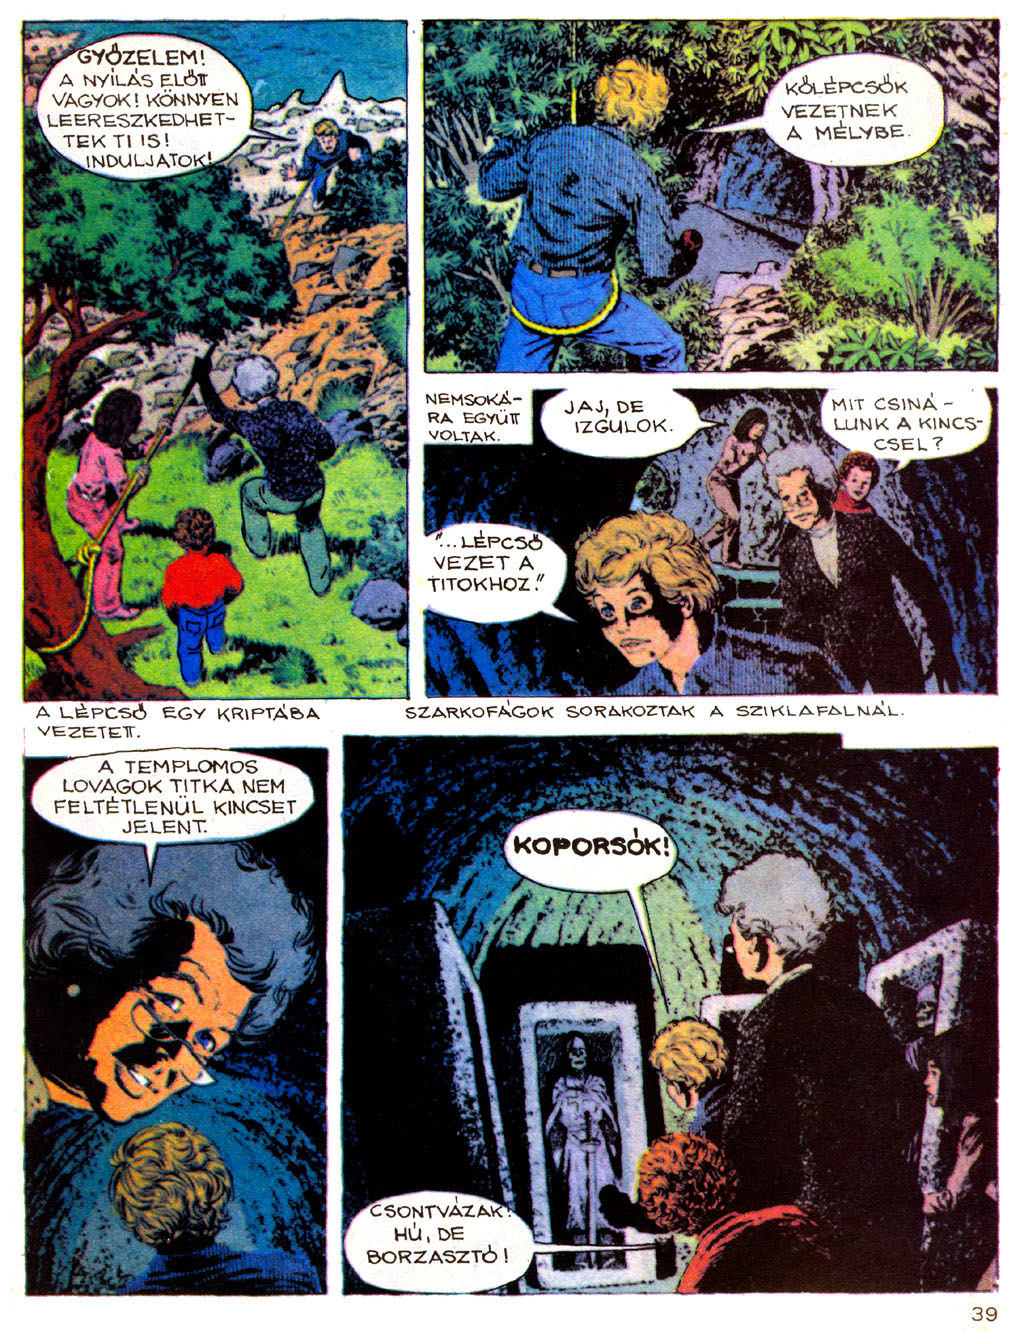 GYŐZELEM!
A NYÍLÁS ELŐTT
VAGYOK! KÖNNYEN
LEERESZKEDHET-
TEK TI IS!
INDULJATOK!
KŐLÉPCSŐK
VEZETNEK
A MÉLYBE.
NEMSOKÁ-
RA EGYÜTT
VOLTAK.
JAJ, DE
IZGULOK.
MIT CSINÁ-
LUNK A KINCS-
CSEL?
"...LÉPCSŐ
VEZET A
TITOKHOZ."
A LÉPCSŐ EGY KRIPTÁBA
VEZETETT.
A TEMPLOMOS
LOVAGOK TITKA NEM
FELTÉTLENÜL KINCSET
JELENT.
SZARKOFÁGOK SORAKOZTAK A SZIKLAFALNÁL.
KOPORSÓK!
CSONTVÁZAK!
HÚ, DE
BORZASZTÓ!
39